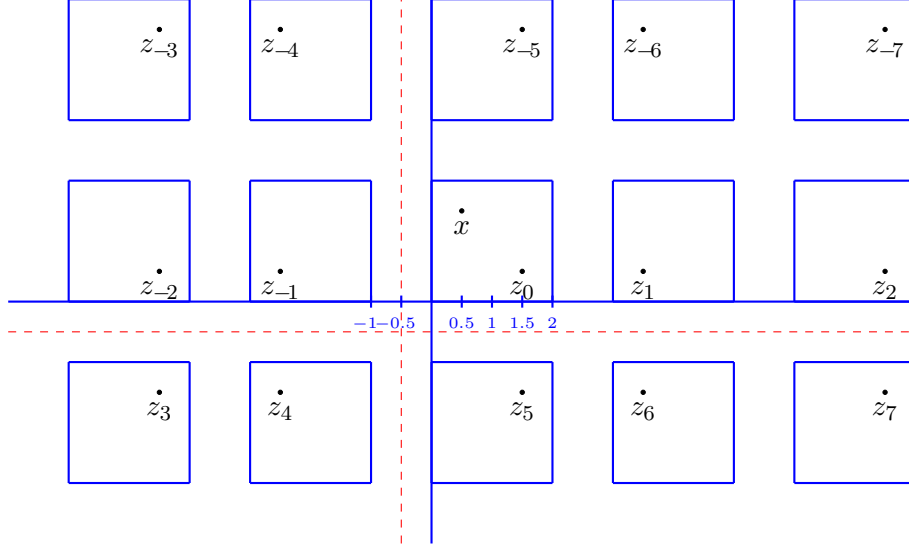 z₋₃ z₋₄ z₋₅ z₋₆ z₋₇
x
z₋₂ z₋₁ z₀ z₁ z₂
−1 −0.5 0.5 1 1.5 2
z₃ z₄ z₅ z₆ z₇